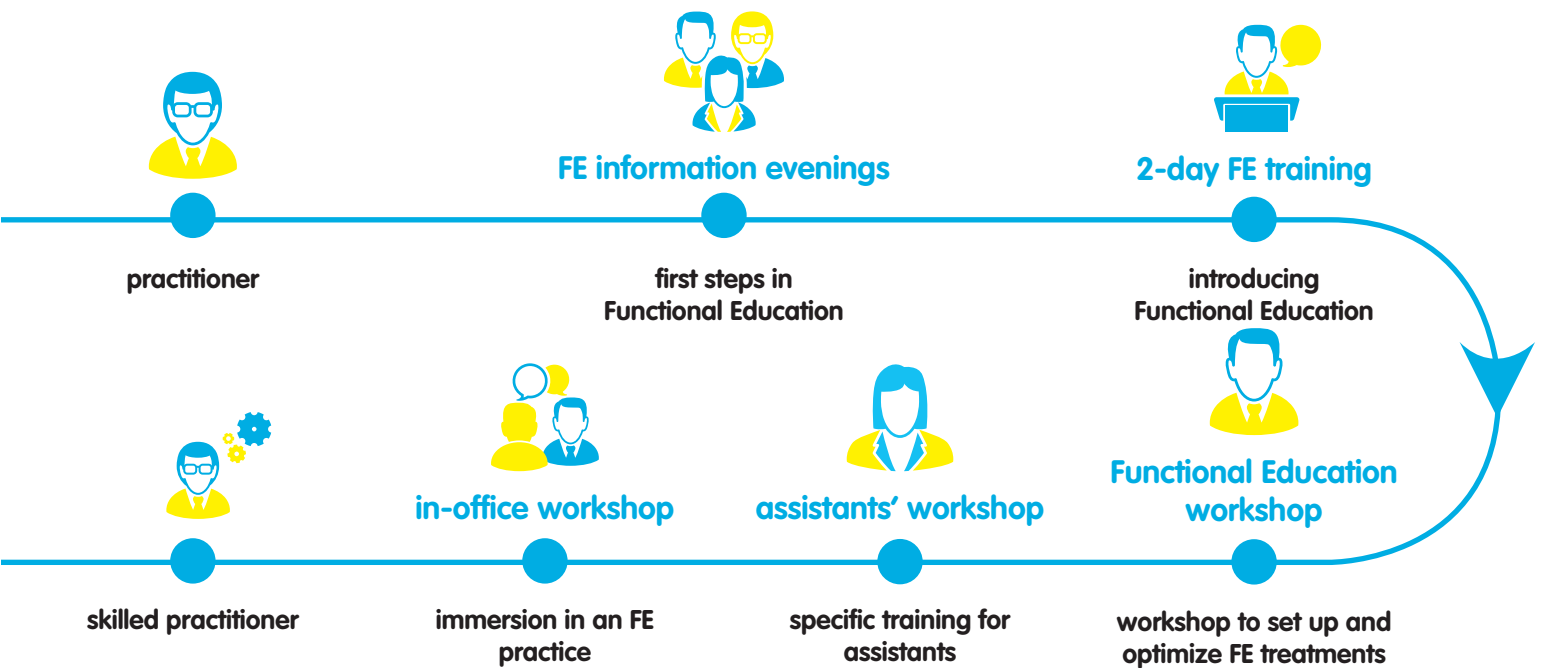 FE information evenings
2-day FE training
practitioner
first steps in
Functional Education
introducing
Functional Education
Functional Education
workshop
assistants’ workshop
in-office workshop
workshop to set up and
optimize FE treatments
specific training for
assistants
immersion in an FE
practice
skilled practitioner